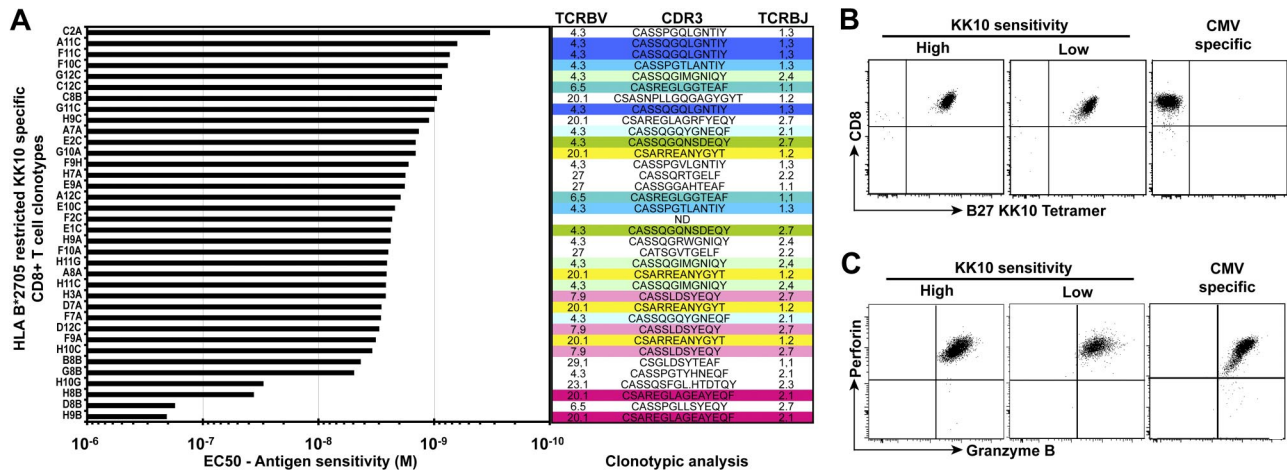 A
TCRBV CDR3 TCRBJ
HLA B*2705 restricted KK10 specific
CD8+ T cell clonotypes
C2A 4.3 CASSPGQLGNTIY 1.3
A11C 4.3 CASSQGQLGNTIY 1.3
F11C 4.3 CASSQGQLGNTIY 1.3
F10C 4.3 CASSPGTLANTIY 1.3
G12C 4.3 CASSQGIMGNIQY 2,4
C12C 6.5 CASREGLGGTEAF 1,1
C8B 20.1 CSASNPLLGQGAGYGYT 1.2
G11C 4.3 CASSQGQLGNTIY 1.3
H9C 20.1 CSAREGLAGRFYEQY 2.7
A7A 4.3 CASSQGQYGNEQF 2.1
E2C 4.3 CASSQGQNSDEQY 2.7
G10A 20.1 CSARREANYGYT 1.2
F9H 4.3 CASSPGVLGNTIY 1.3
H7A 27 CASSQRTGELF 2.2
E9A 27 CASSGGAHTEAF 1.1
A12C 6.5 CASREGLGGTEAF 1.1
E10C 4.3 CASSPGTLANTIY 1.3
F2C ND
E1C 4.3 CASSQGQNSDEQY 2.7
H9A 4.3 CASSQGRWGNIQY 2.4
F10A 27 CATSGVTGELF 2.2
H11G 4.3 CASSQGIMGNIQY 2.4
A8A 20.1 CSARREANYGYT 1.2
H11C 4.3 CASSQGIMGNIQY 2.4
H3A 7.9 CASSLDSYEQY 2.7
D7A 20.1 CSARREANYGYT 1.2
F7A 4.3 CASSQGQYGNEQF 2.1
D12C 7.9 CASSLDSYEQY 2.7
F9A 20.1 CSARREANYGYT 1.2
H10C 7.9 CASSLDSYEQY 2.7
B8B 29,1 CSGLDSYTEAF 1,1
G8B 4.3 CASSPGTYHNEQF 2.1
H10G 23.1 CASSQSFGL.HTDTQY 2.3
H8B 20.1 CSAREGLAGEAYEQF 2.1
D8B 6.5 CASSPGLLSYEQY 2.7
H9B 20.1 CSAREGLAGEAYEQF 2.1
10-6 10-7 10-8 10-9 10-10
EC50 - Antigen sensitivity (M)
Clonotypic analysis
B
KK10 sensitivity
High Low
CMV
specific
CD8
B27 KK10 Tetramer
C
KK10 sensitivity
High Low
CMV
specific
Perforin
Granzyme B